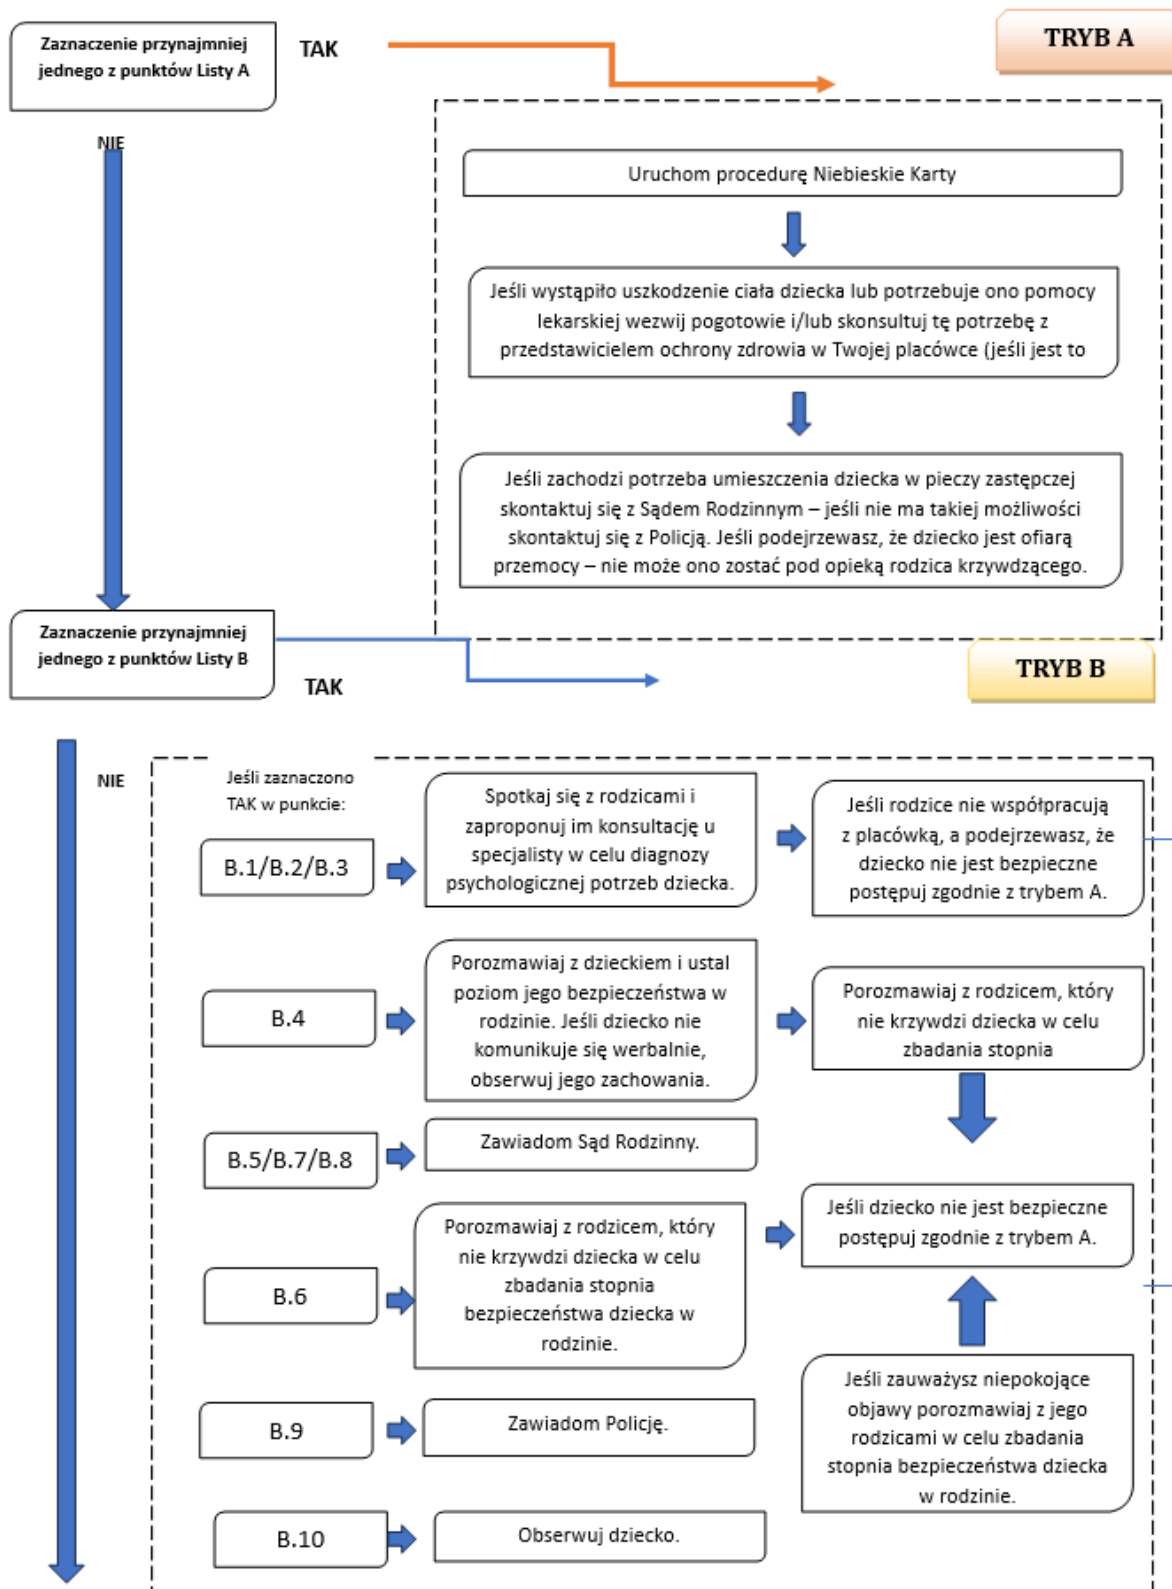 Zaznaczenie przynajmniej
jednego z punktów Listy A
TAK
TRYB A
NIE
Uruchom procedurę Niebieskie Karty
Jeśli wystąpiło uszkodzenie ciała dziecka lub potrzebuje ono pomocy
lekarskiej wezwij pogotowie i/lub skonsultuj tę potrzebę z
przedstawicielem ochrony zdrowia w Twojej placówce (jeśli jest to
Jeśli zachodzi potrzeba umieszczenia dziecka w pieczy zastępczej
skontaktuj się z Sądem Rodzinnym – jeśli nie ma takiej możliwości
skontaktuj się z Policją. Jeśli podejrzewasz, że dziecko jest ofiarą
przemocy – nie może ono zostać pod opieką rodzica krzywdzącego.
Zaznaczenie przynajmniej
jednego z punktów Listy B
TAK
TRYB B
NIE
Jeśli zaznaczono
TAK w punkcie:
B.1/B.2/B.3
Spotkaj się z rodzicami i
zaproponuj im konsultację u
specjalisty w celu diagnozy
psychologicznej potrzeb dziecka.
Jeśli rodzice nie współpracują
z placówką, a podejrzewasz, że
dziecko nie jest bezpieczne
postępuj zgodnie z trybem A.
B.4
Porozmawiaj z dzieckiem i ustal
poziom jego bezpieczeństwa w
rodzinie. Jeśli dziecko nie
komunikuje się werbalnie,
obserwuj jego zachowania.
Porozmawiaj z rodzicem, który
nie krzywdzi dziecka w celu
zbadania stopnia
B.5/B.7/B.8
Zawiadom Sąd Rodzinny.
B.6
Porozmawiaj z rodzicem, który
nie krzywdzi dziecka w celu
zbadania stopnia
bezpieczeństwa dziecka w
rodzinie.
Jeśli dziecko nie jest bezpieczne
postępuj zgodnie z trybem A.
B.9
Zawiadom Policję.
Jeśli zauważysz niepokojące
objawy porozmawiaj z jego
rodzicami w celu zbadania
stopnia bezpieczeństwa dziecka
w rodzinie.
B.10
Obserwuj dziecko.